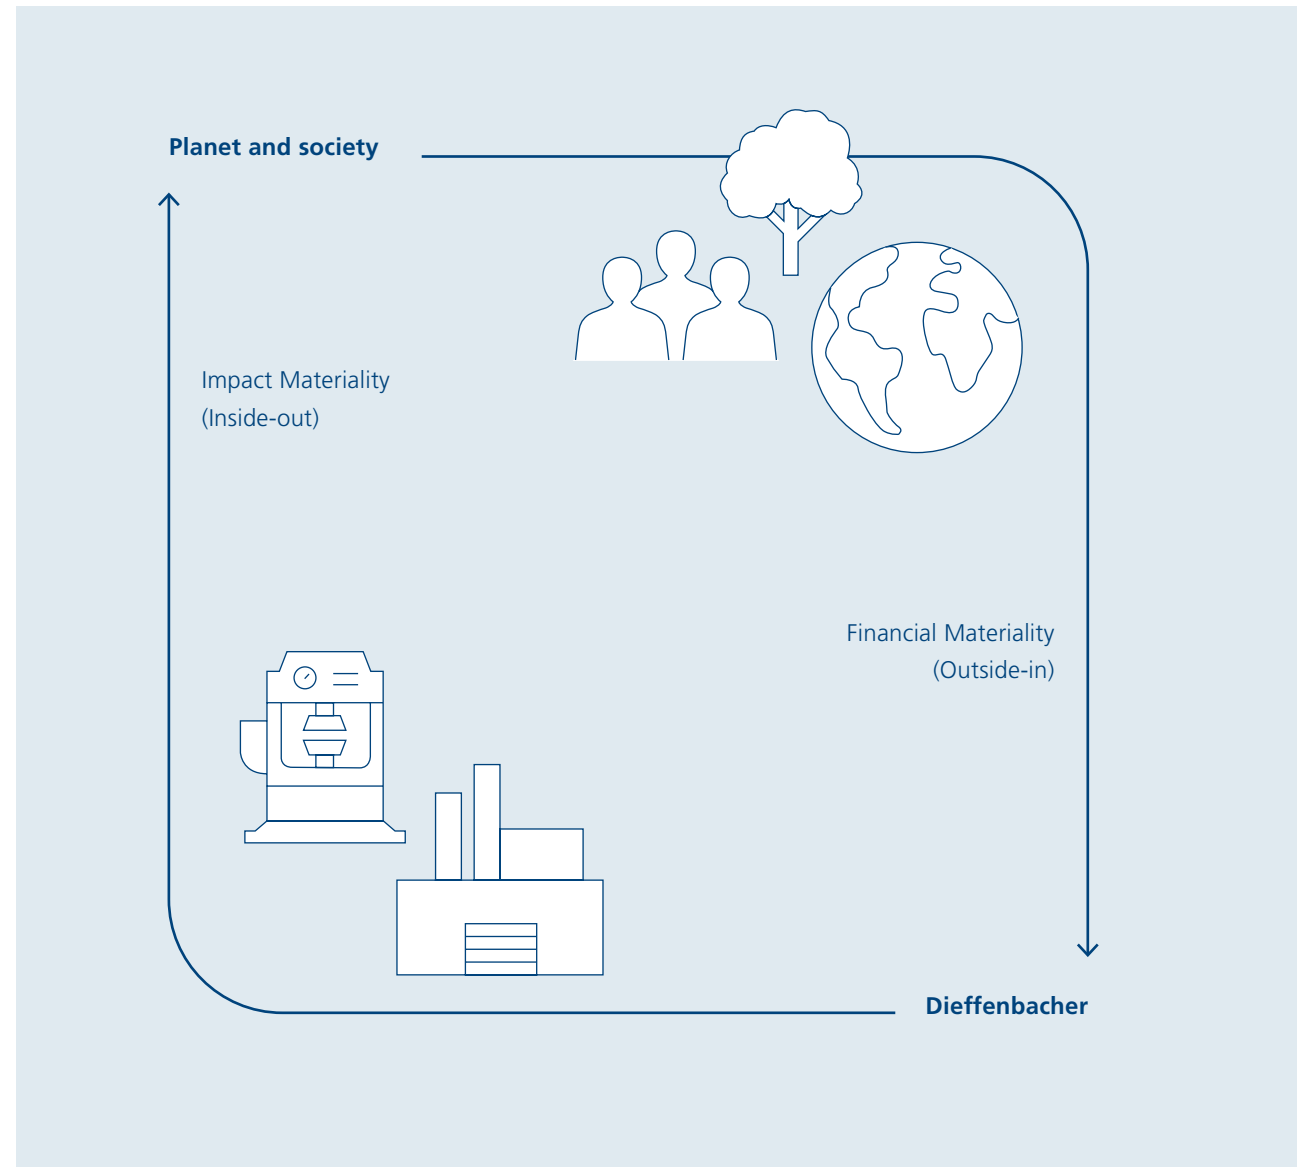 Planet and society
Impact Materiality
(Inside-out)
Financial Materiality
(Outside-in)
Dieffenbacher